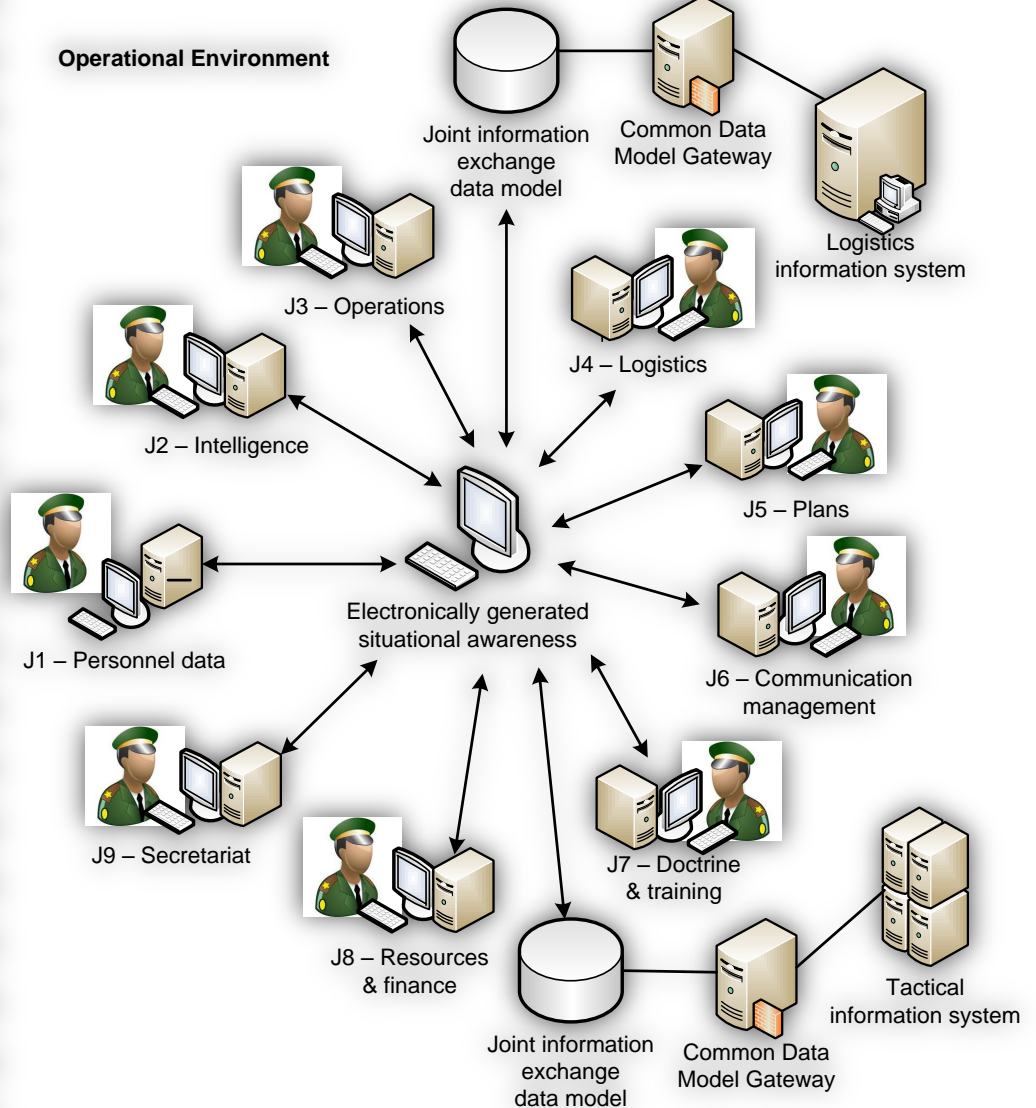 Operational Environment
Joint information
exchange
data model
Common Data
Model Gateway
Logistics
information system
J3 – Operations
J4 – Logistics
J2 – Intelligence
J5 – Plans
Electronically generated
situational awareness
J1 – Personnel data
J6 – Communication
management
J9 – Secretariat
J7 – Doctrine
& training
J8 – Resources
& finance
Tactical
information system
Joint information
exchange
data model
Common Data
Model Gateway